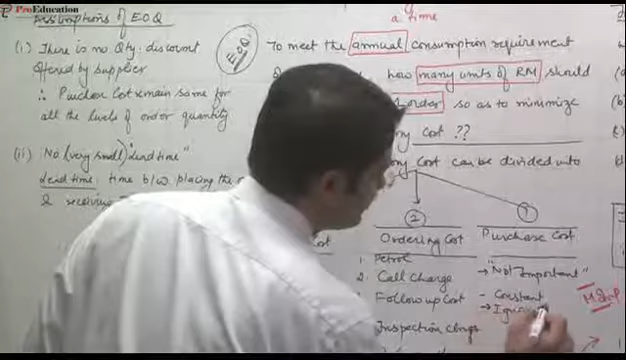 ProEducation
Assumptions of E.O.Q
(i) There is no Qty. discount
Offered by supplier
∴ Purchase Cost remain same for
all the levels of order quantity
(ii) No (very small) "Lead time"
Lead time: time b/w placing the
& receiving
E.O.Q
a time
To meet the annual consumption requirement
how many units of RM should
order so as to minimize
Cost ??
Cost can be divided into
2
1
Ordering Cost
Purchase Cost
1. Petrol
2. Call Charge
Follow up Cost
Inspection
→ "Not Important"
- Constant
→